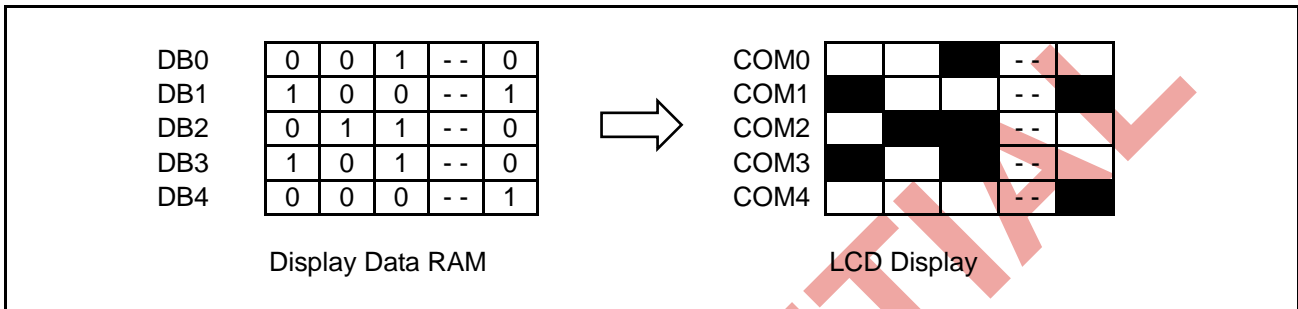 DB0 0 0 1 - - 0 COM0 - -
DB1 1 0 0 - - 1 COM1 - -
DB2 0 1 1 - - 0 COM2 - -
DB3 1 0 1 - - 0 COM3 - -
DB4 0 0 0 - - 1 COM4 - -
Display Data RAM LCD Display
TIAL